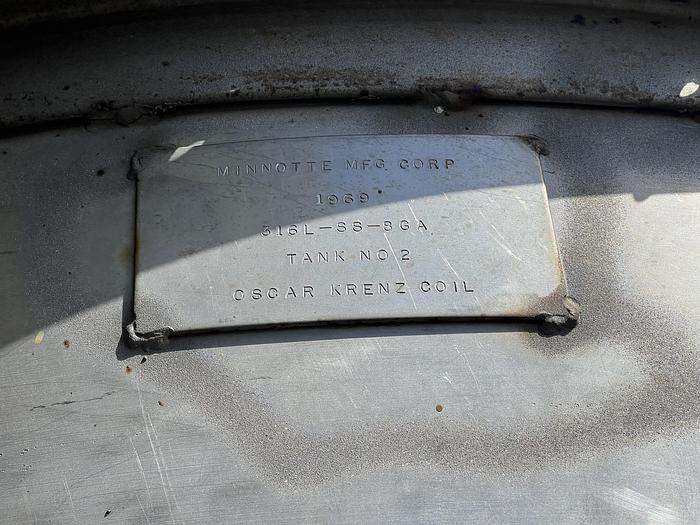 MINNOTTE MFG CORP
1969
316L-SS-8GA
TANK NO 2
OSCAR KRENZ COIL